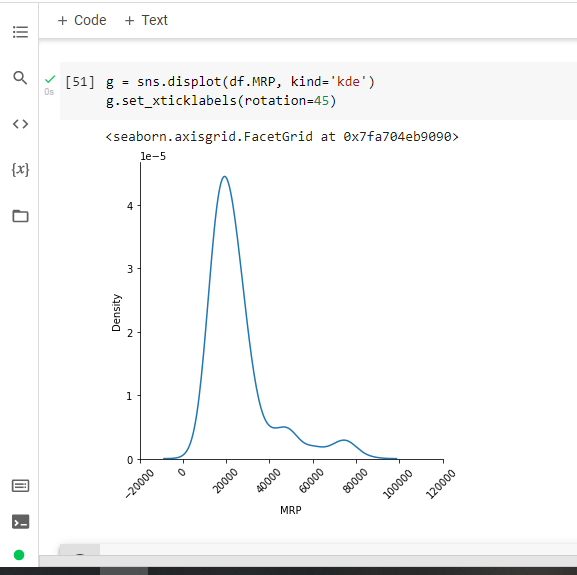 + Code + Text
[51] g = sns.displot(df.MRP, kind='kde')
0s
g.set_xticklabels(rotation=45)
{x}
<seaborn.axisgrid.FacetGrid at 0x7fa704eb9090>
1e−5
4
3
2
1
0
Density
−20000
0
20000
40000
60000
80000
100000
120000
MRP